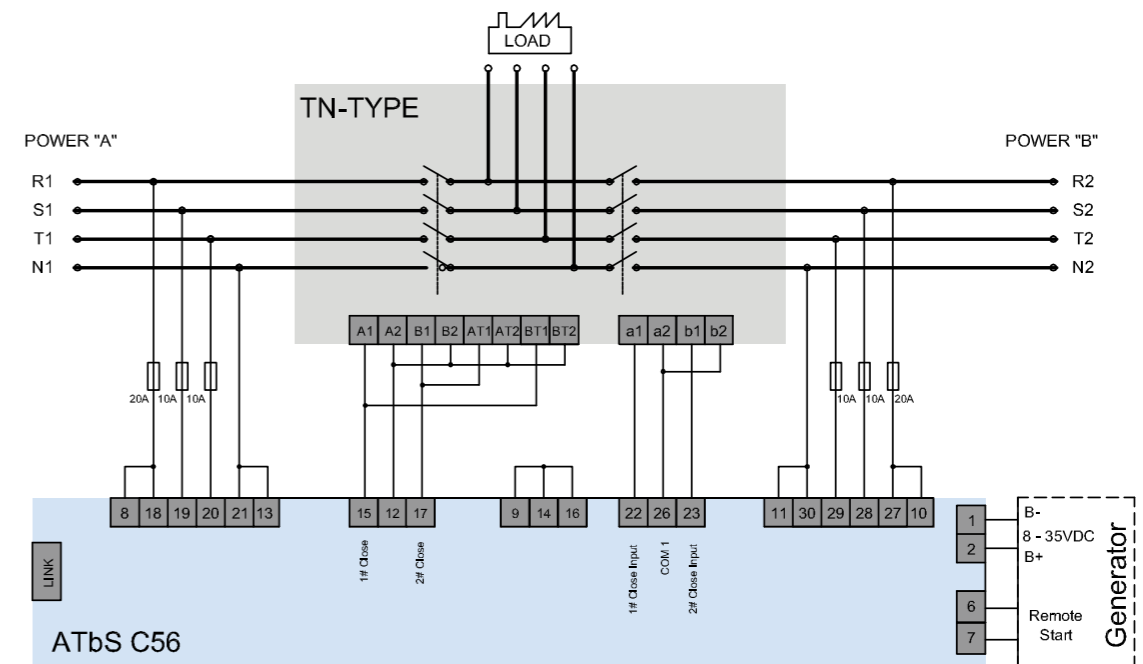 LOAD
TN-TYPE
POWER "A"
POWER "B"
R1
R2
S1
S2
T1
T2
N1
N2
A1 A2 B1 B2 AT1 AT2 BT1 BT2
a1 a2 b1 b2
20A 10A 10A
10A 10A 20A
8 18 19 20 21 13
15 12 17
9 14 16
22 26 23
11 30 29 28 27 10
1# Close
2# Close
1# Close Input
COM 1
2# Close Input
LINK
ATbS C56
1
2
6
7
B-
8 - 35VDC
B+
Remote
Start
Generator